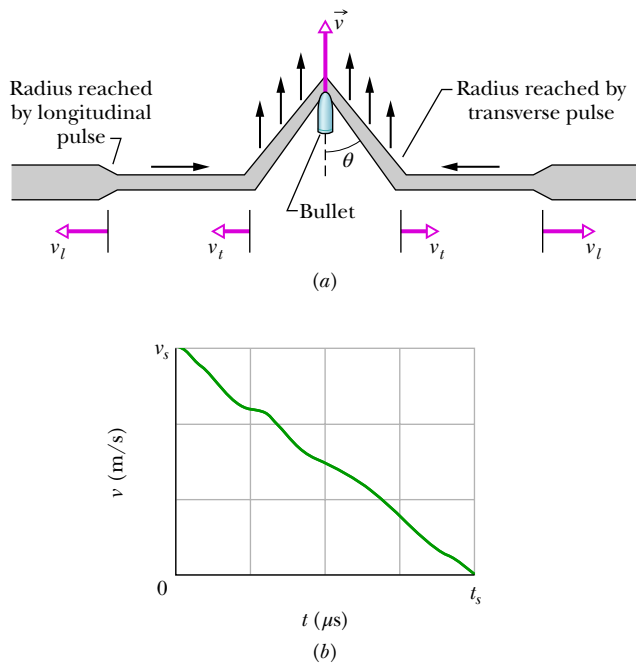 v⃗
Radius reached
by longitudinal
pulse
Radius reached by
transverse pulse
θ
Bullet
v_l
v_t
v_t
v_l
(a)
v_s
v (m/s)
0
t_s
t (μs)
(b)